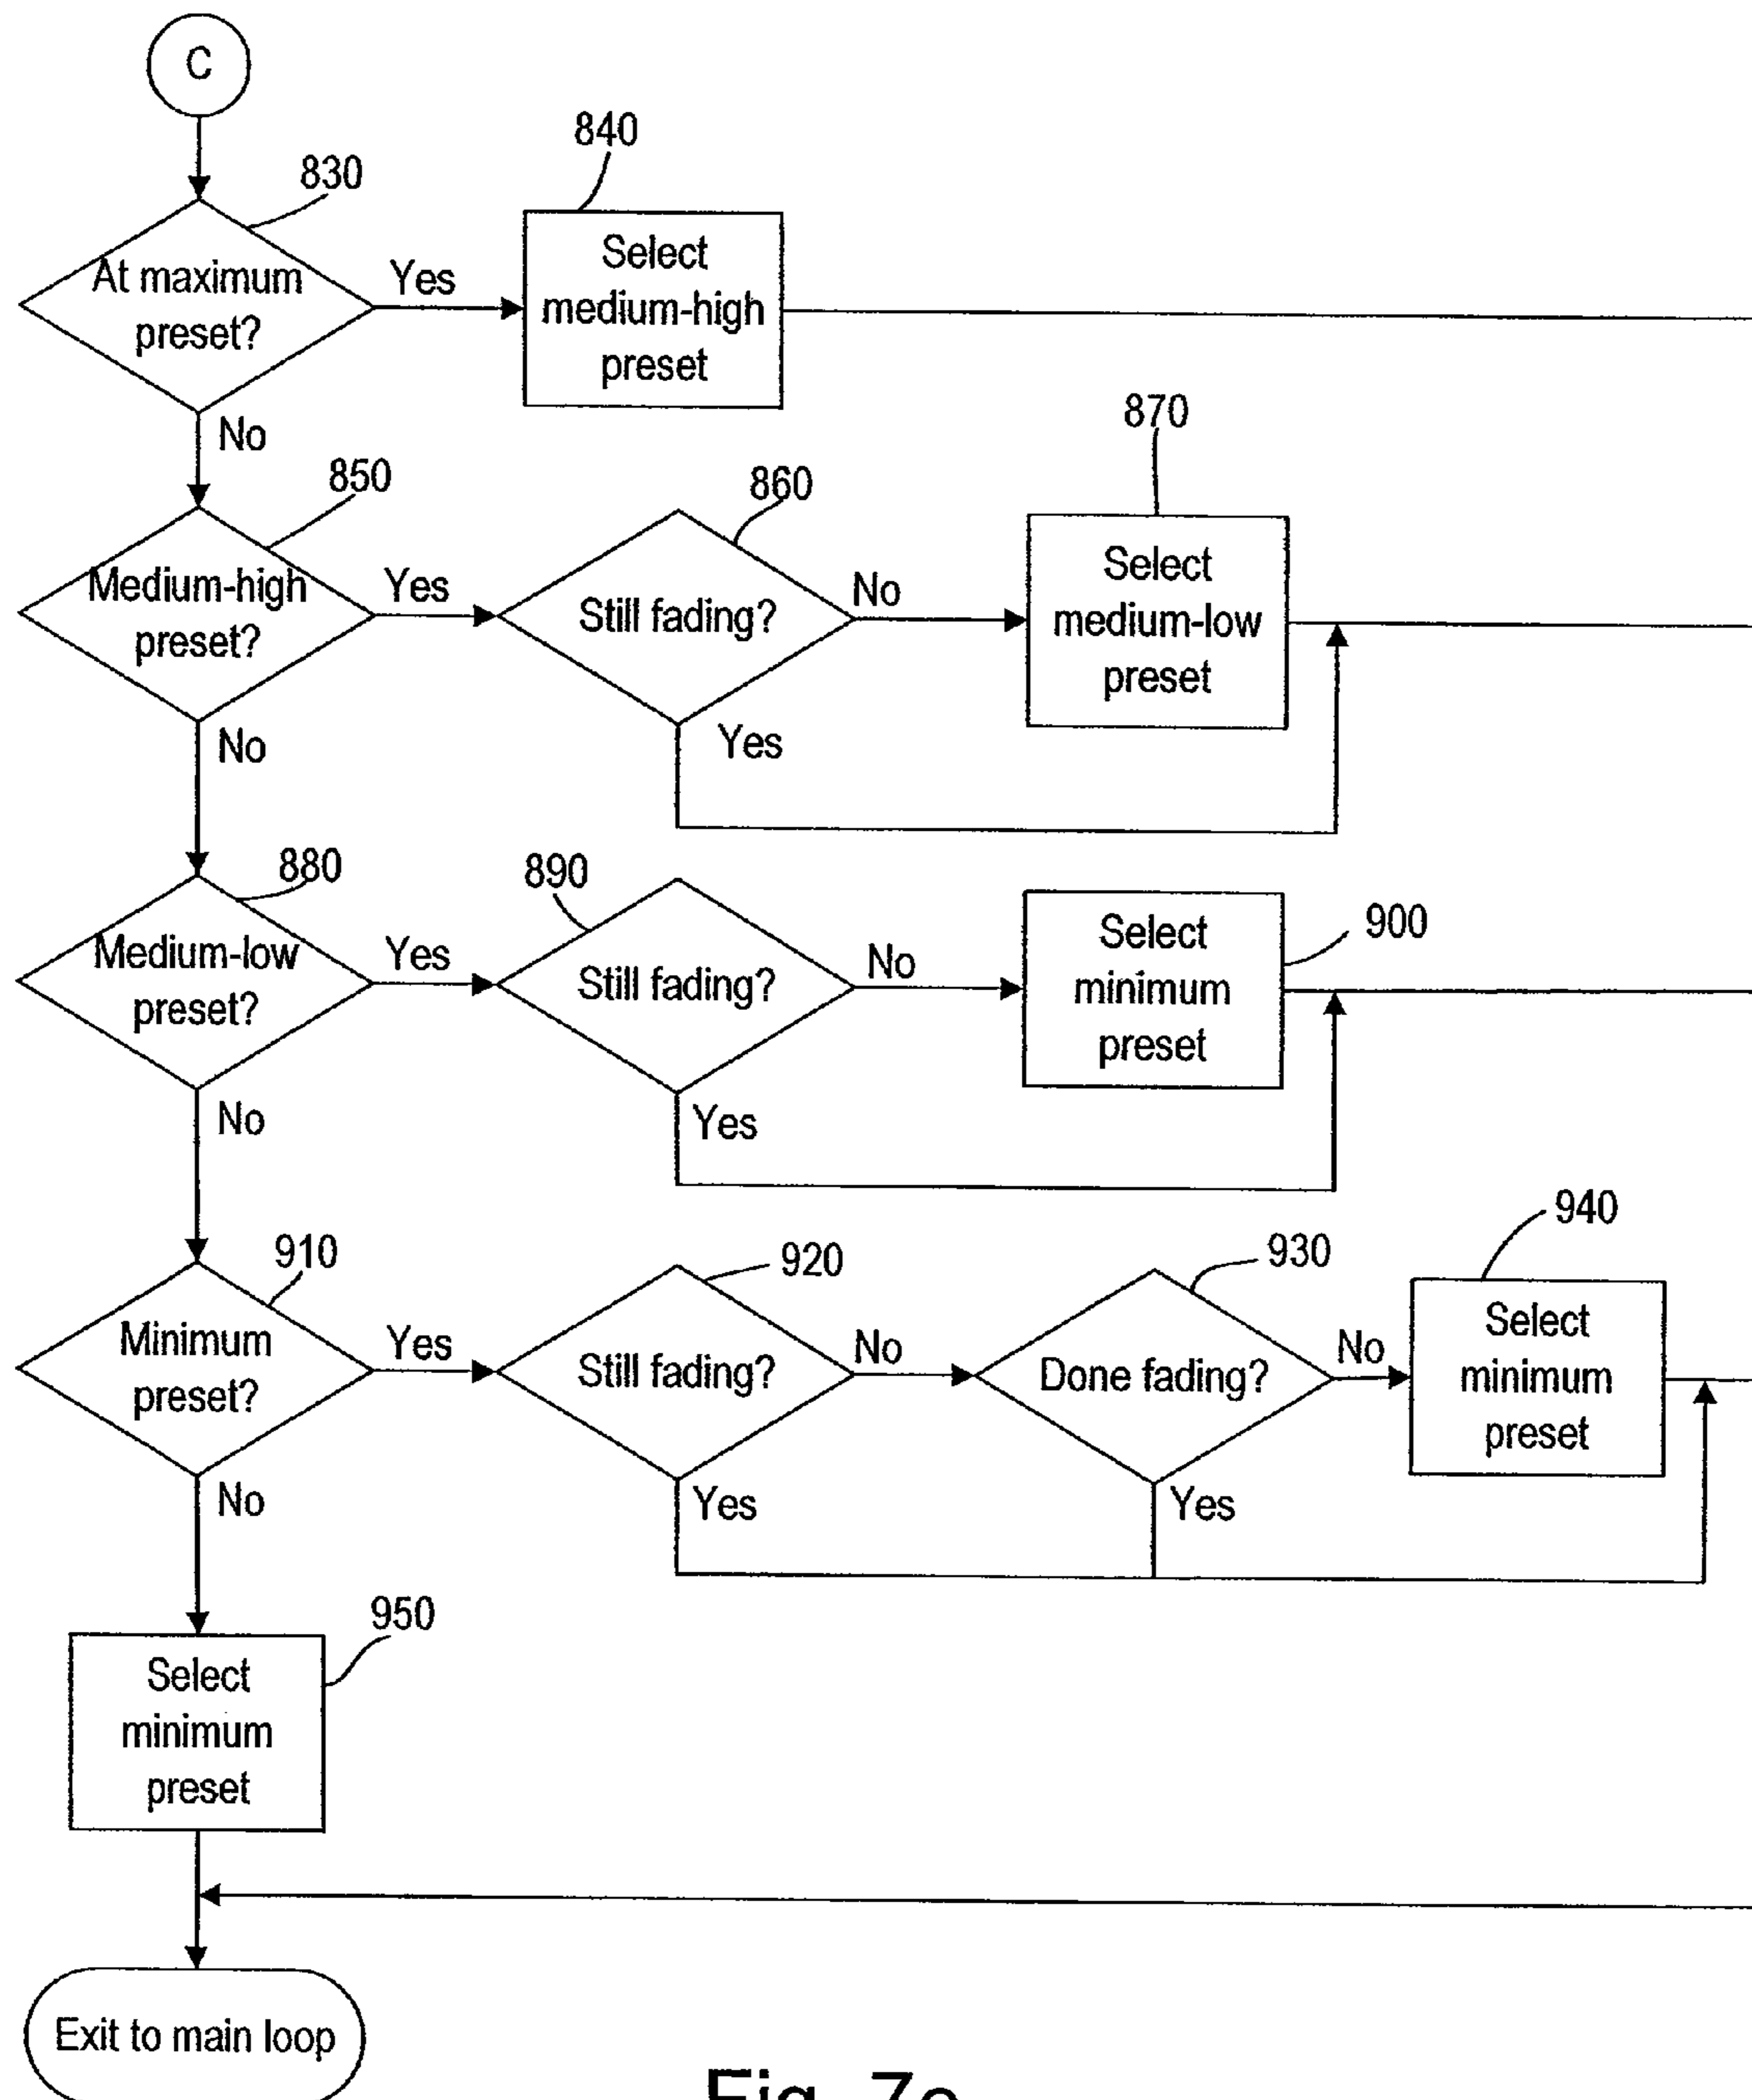 C
830
840
At maximum
preset?
Yes
Select
medium-high
preset
No
850
860
870
Medium-high
preset?
Yes
Still fading?
No
Select
medium-low
preset
Yes
No
880
890
900
Medium-low
preset?
Yes
Still fading?
No
Select
minimum
preset
Yes
No
910
920
930
940
Minimum
preset?
Yes
Still fading?
No
Done fading?
No
Select
minimum
preset
Yes
Yes
No
950
Select
minimum
preset
Exit to main loop
Fig.